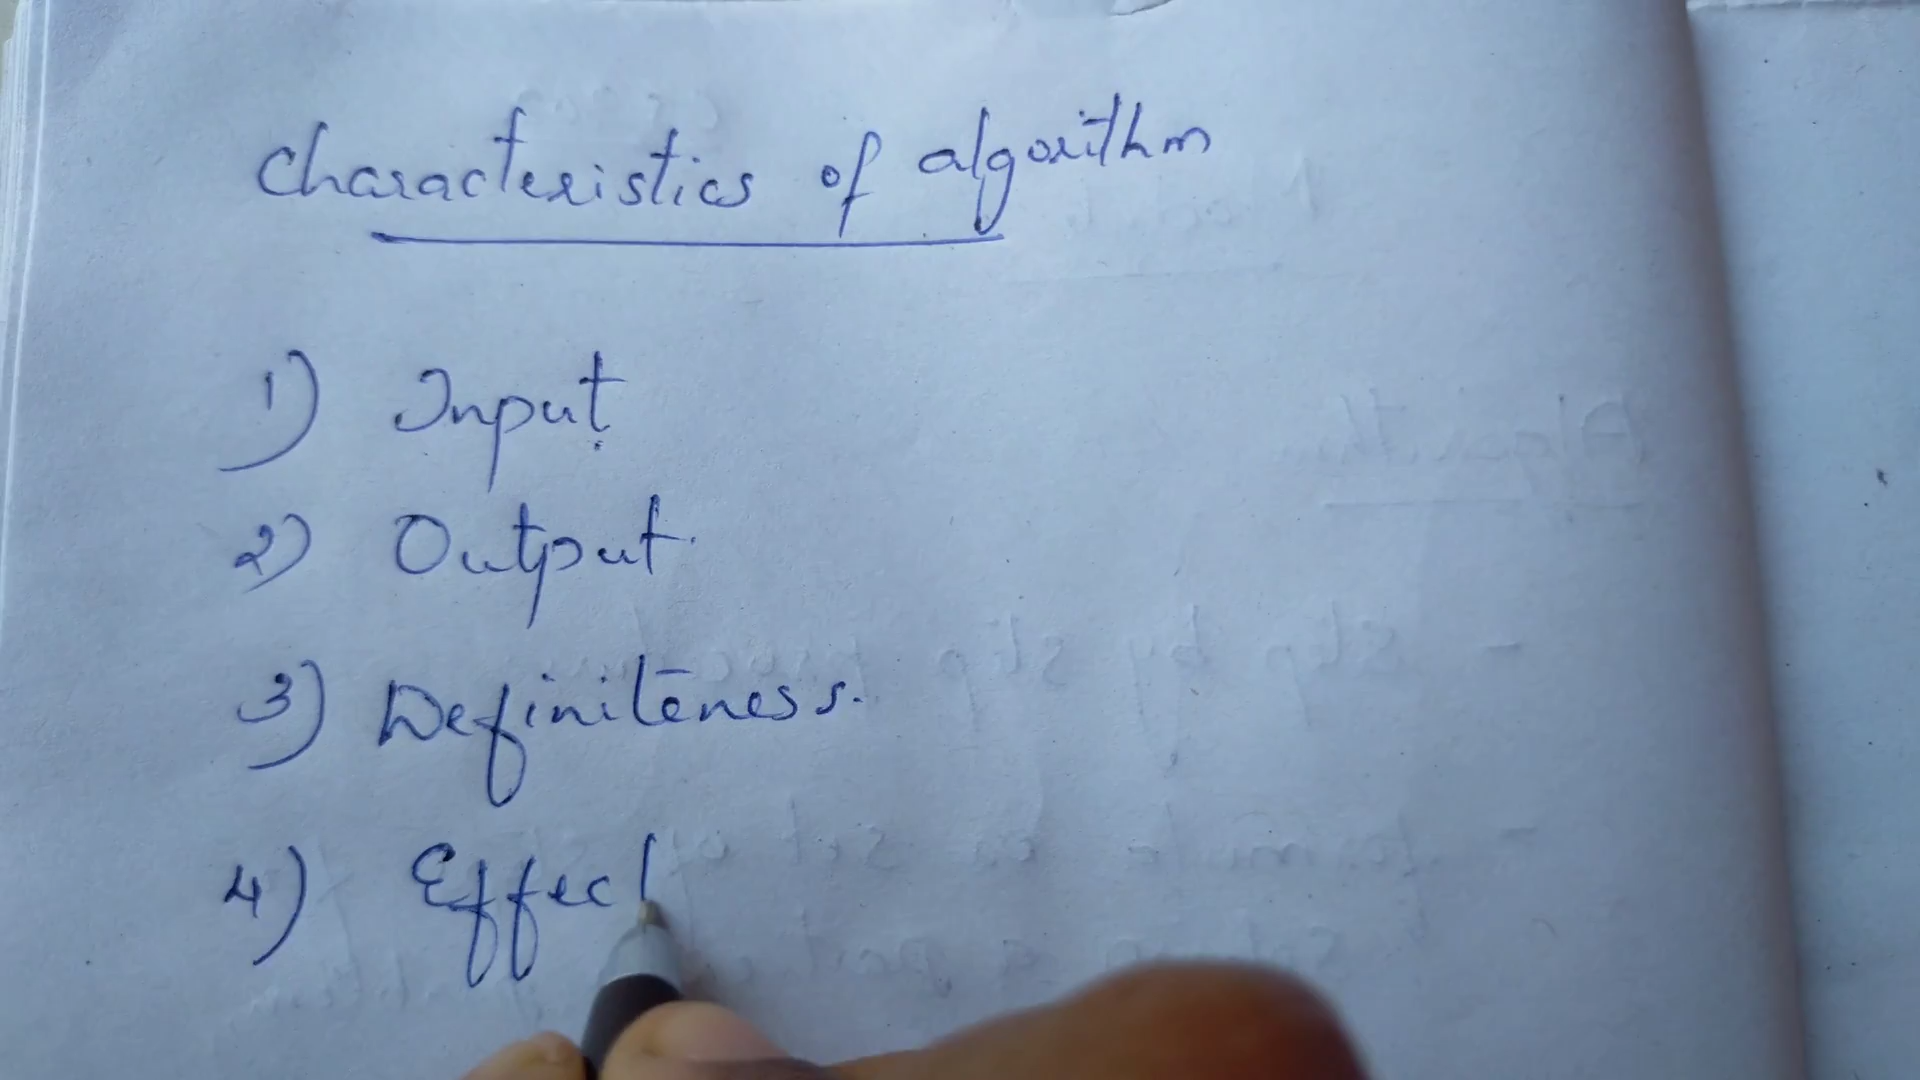 Characteristics of algorithm
1) Input
2) Output.
3) Definiteness.
4) Effect